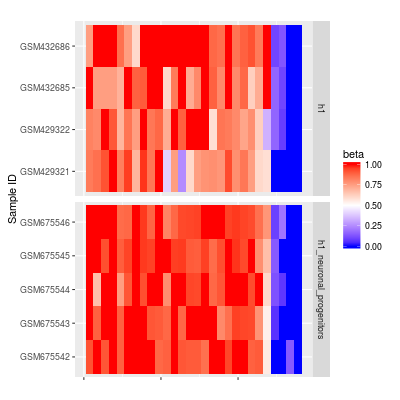 GSM432686
GSM432685
GSM429322
GSM429321
h1
GSM675546
GSM675545
GSM675544
GSM675543
GSM675542
h1_neuronal_progenitors
Sample ID
beta
1.00
0.75
0.50
0.25
0.00